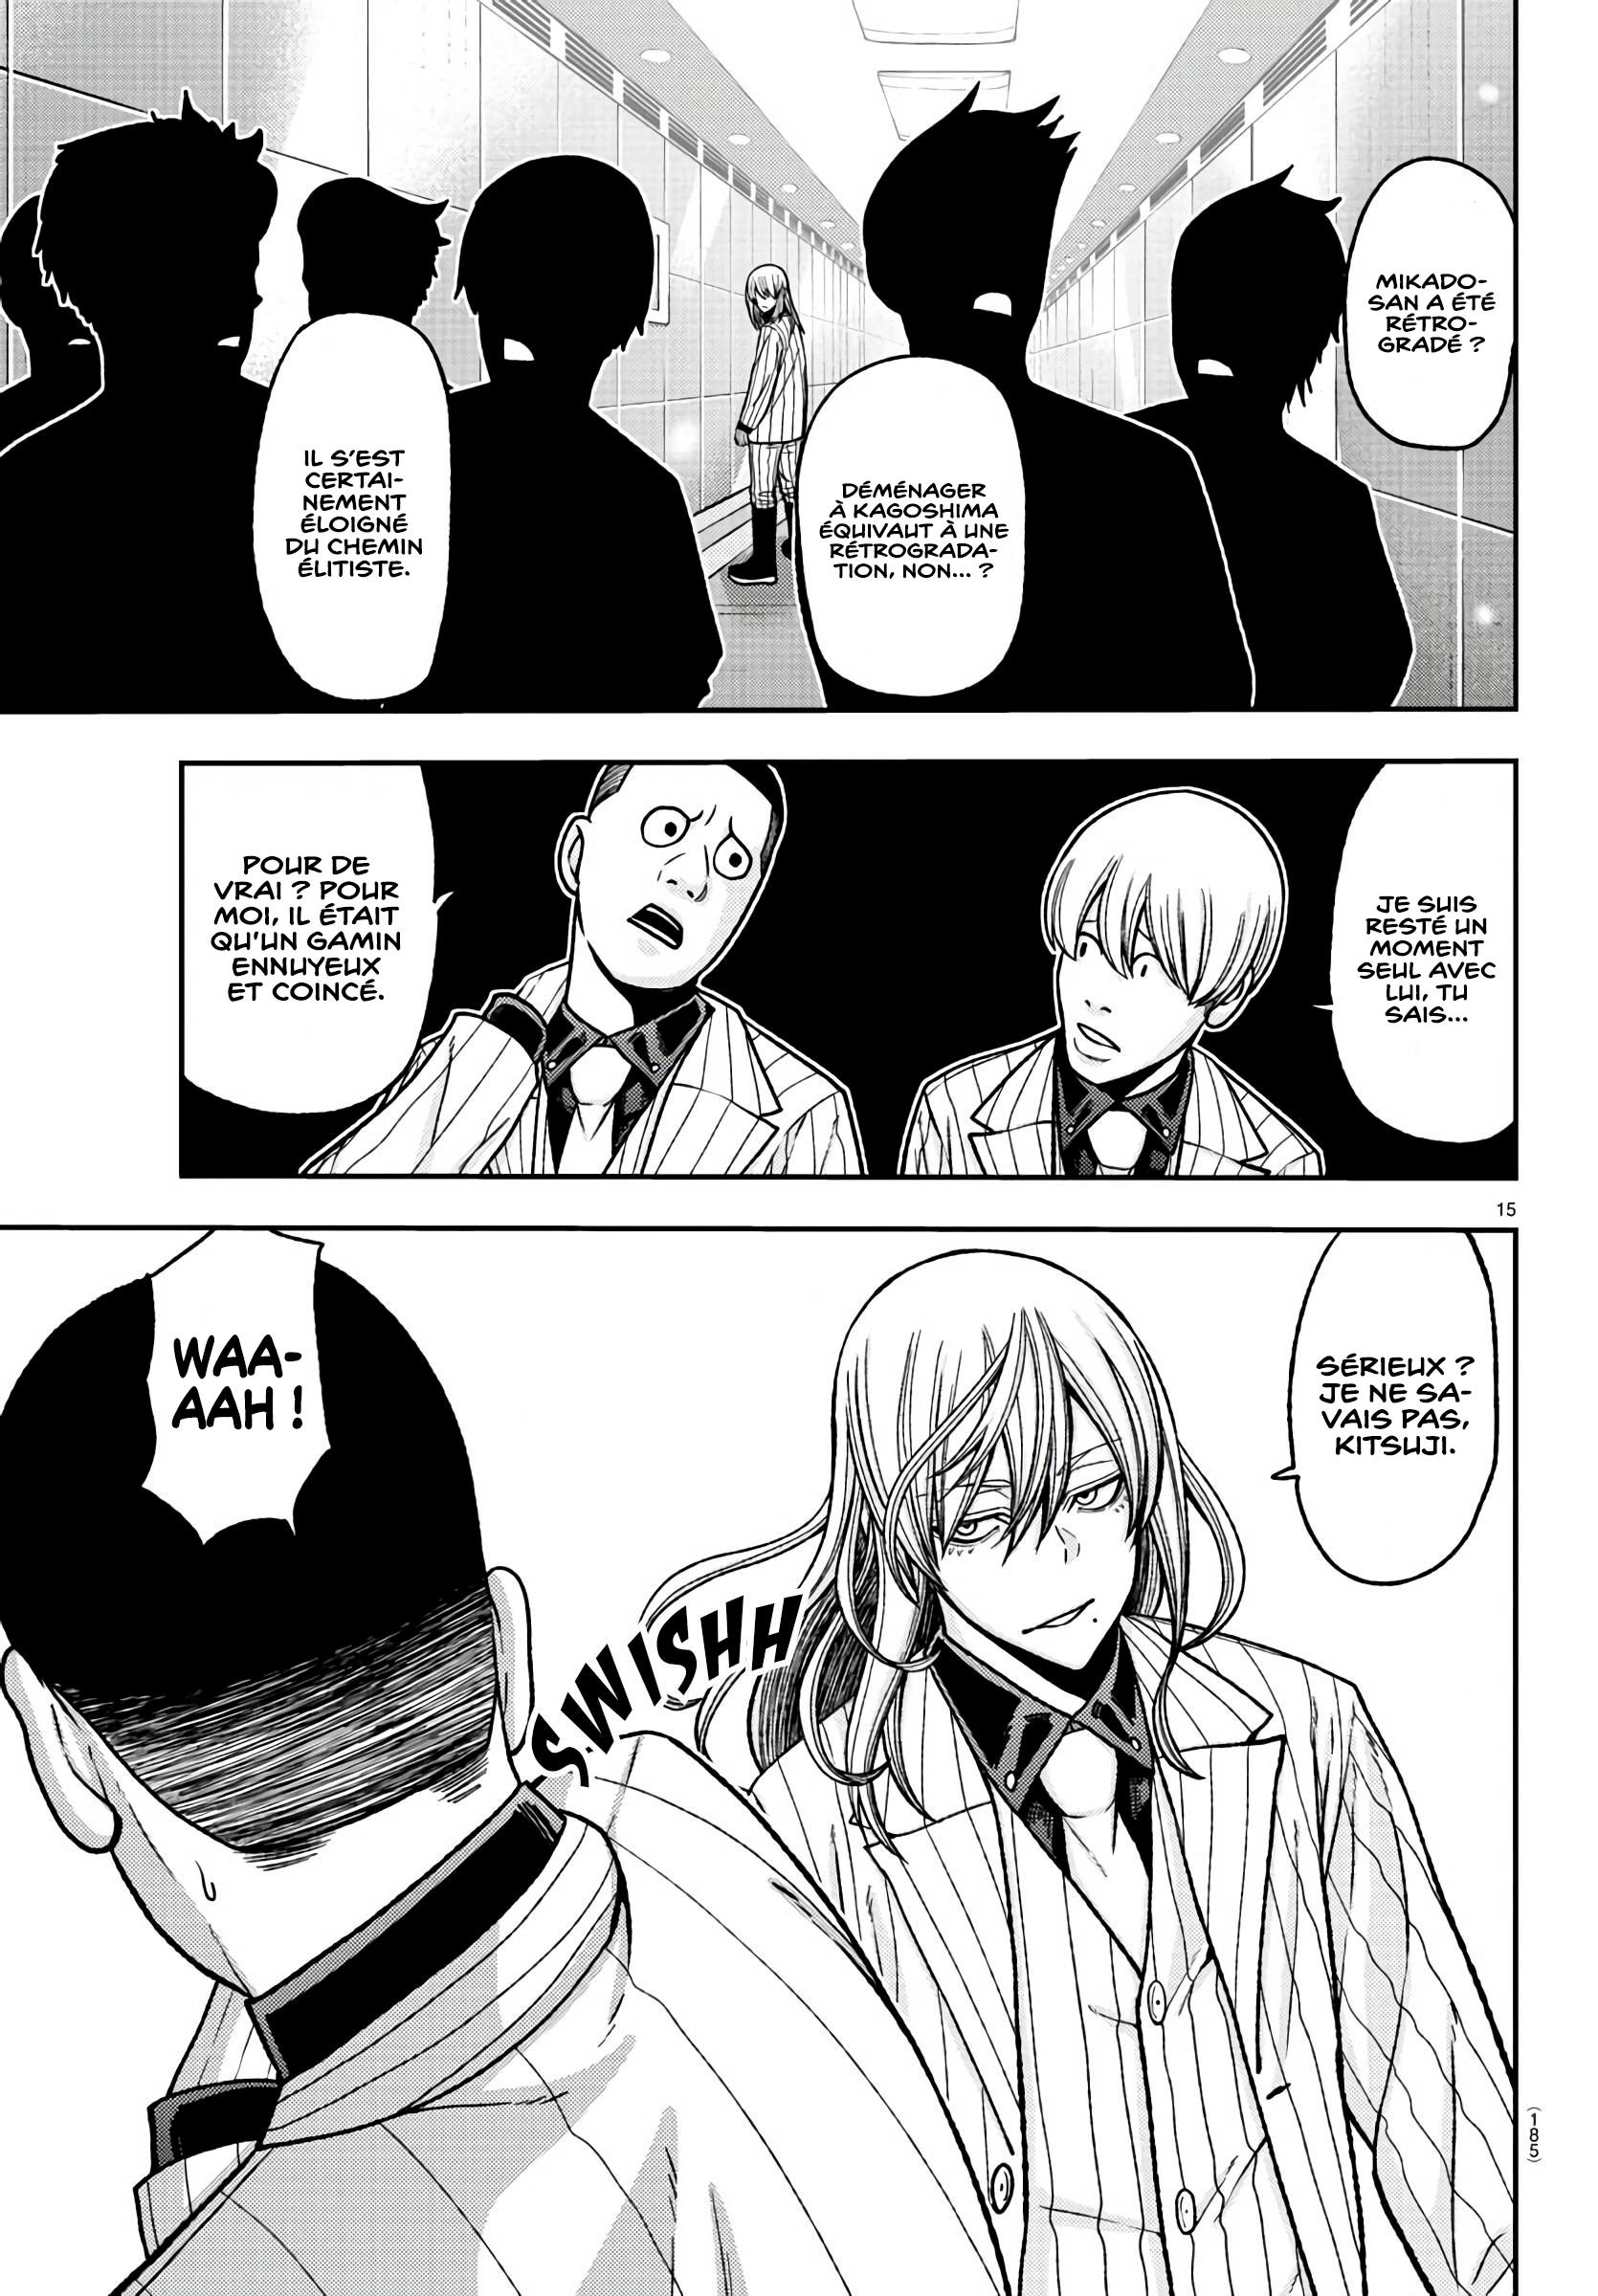 MIKADO-
SAN A ÉTÉ
RÉTRO-
GRADÉ ?
DÉMÉNAGER
À KAGOSHIMA
ÉQUIVAUT À UNE
RÉTROGRADA-
TION, NON... ?
IL S'EST
CERTAI-
NEMENT
ÉLOIGNÉ
DU CHEMIN
ÉLITISTE.
JE SUIS
RESTÉ UN
MOMENT
SEUL AVEC
LUI, TU
SAIS...
POUR DE
VRAI ? POUR
MOI, IL ÉTAIT
QU'UN GAMIN
ENNUYEUX
ET COINCÉ.
15
SÉRIEUX ?
JE NE SA-
VAIS PAS,
KITSUJI.
WAA-
AAH !
S.WISHH
(185)